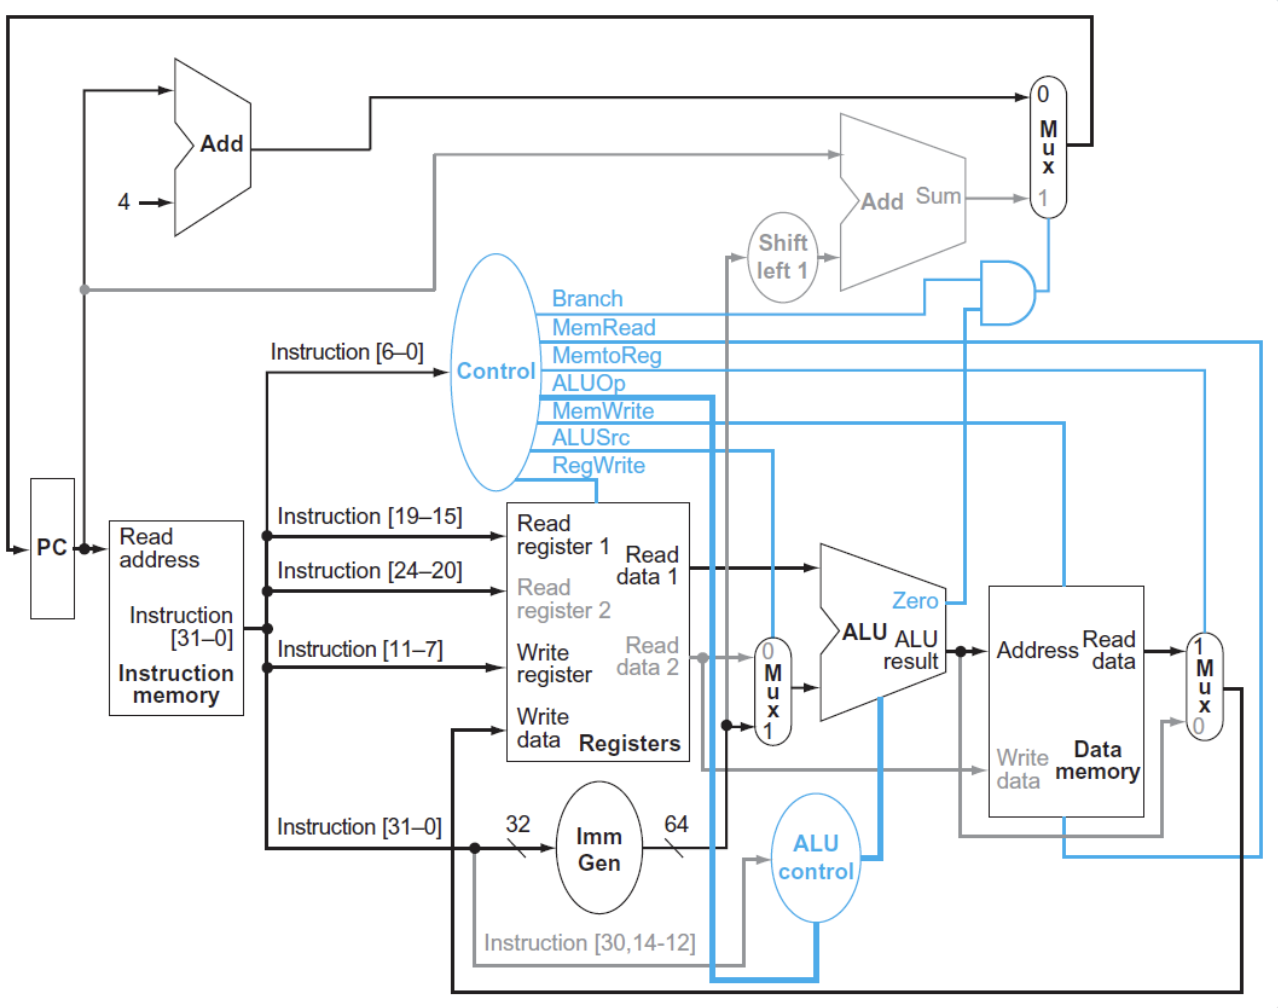 Add
4
0
M
u
x
1
Add Sum
Shift
left 1
Branch
MemRead
MemtoReg
ALUOp
MemWrite
ALUSrc
RegWrite
Instruction [6–0]
Control
PC
Read
address
Instruction
[31–0]
Instruction
memory
Instruction [19–15]
Instruction [24–20]
Instruction [11–7]
Instruction [31–0]
Read
register 1
Read
register 2
Write
register
Write
data
Read
data 1
Read
data 2
Registers
0
M
u
x
1
Zero
ALU
ALU
result
Address
Read
data
Write
data
Data
memory
1
M
u
x
0
32
Imm
Gen
64
ALU
control
Instruction [30,14-12]